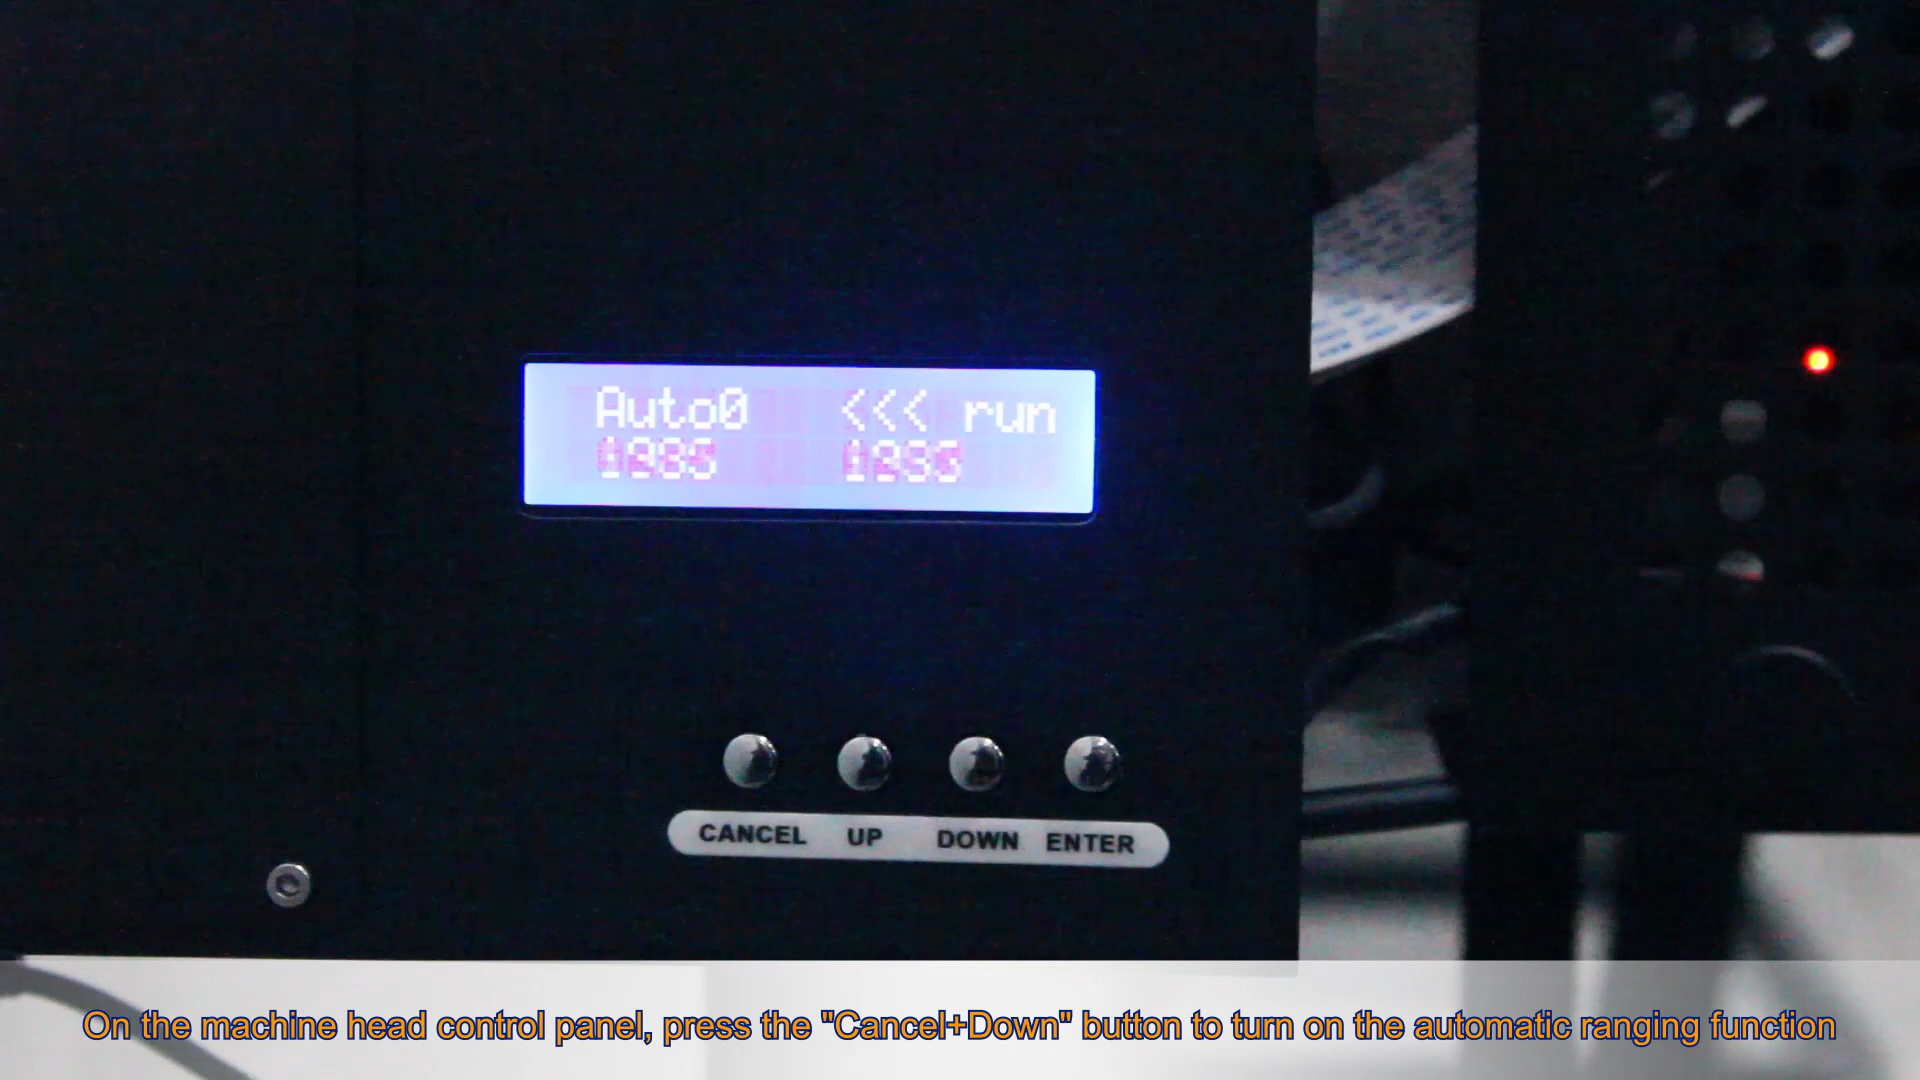 Auto0 <<< run
CANCEL UP DOWN ENTER
On the machine head control panel, press the "Cancel+Down" button to turn on the automatic ranging function